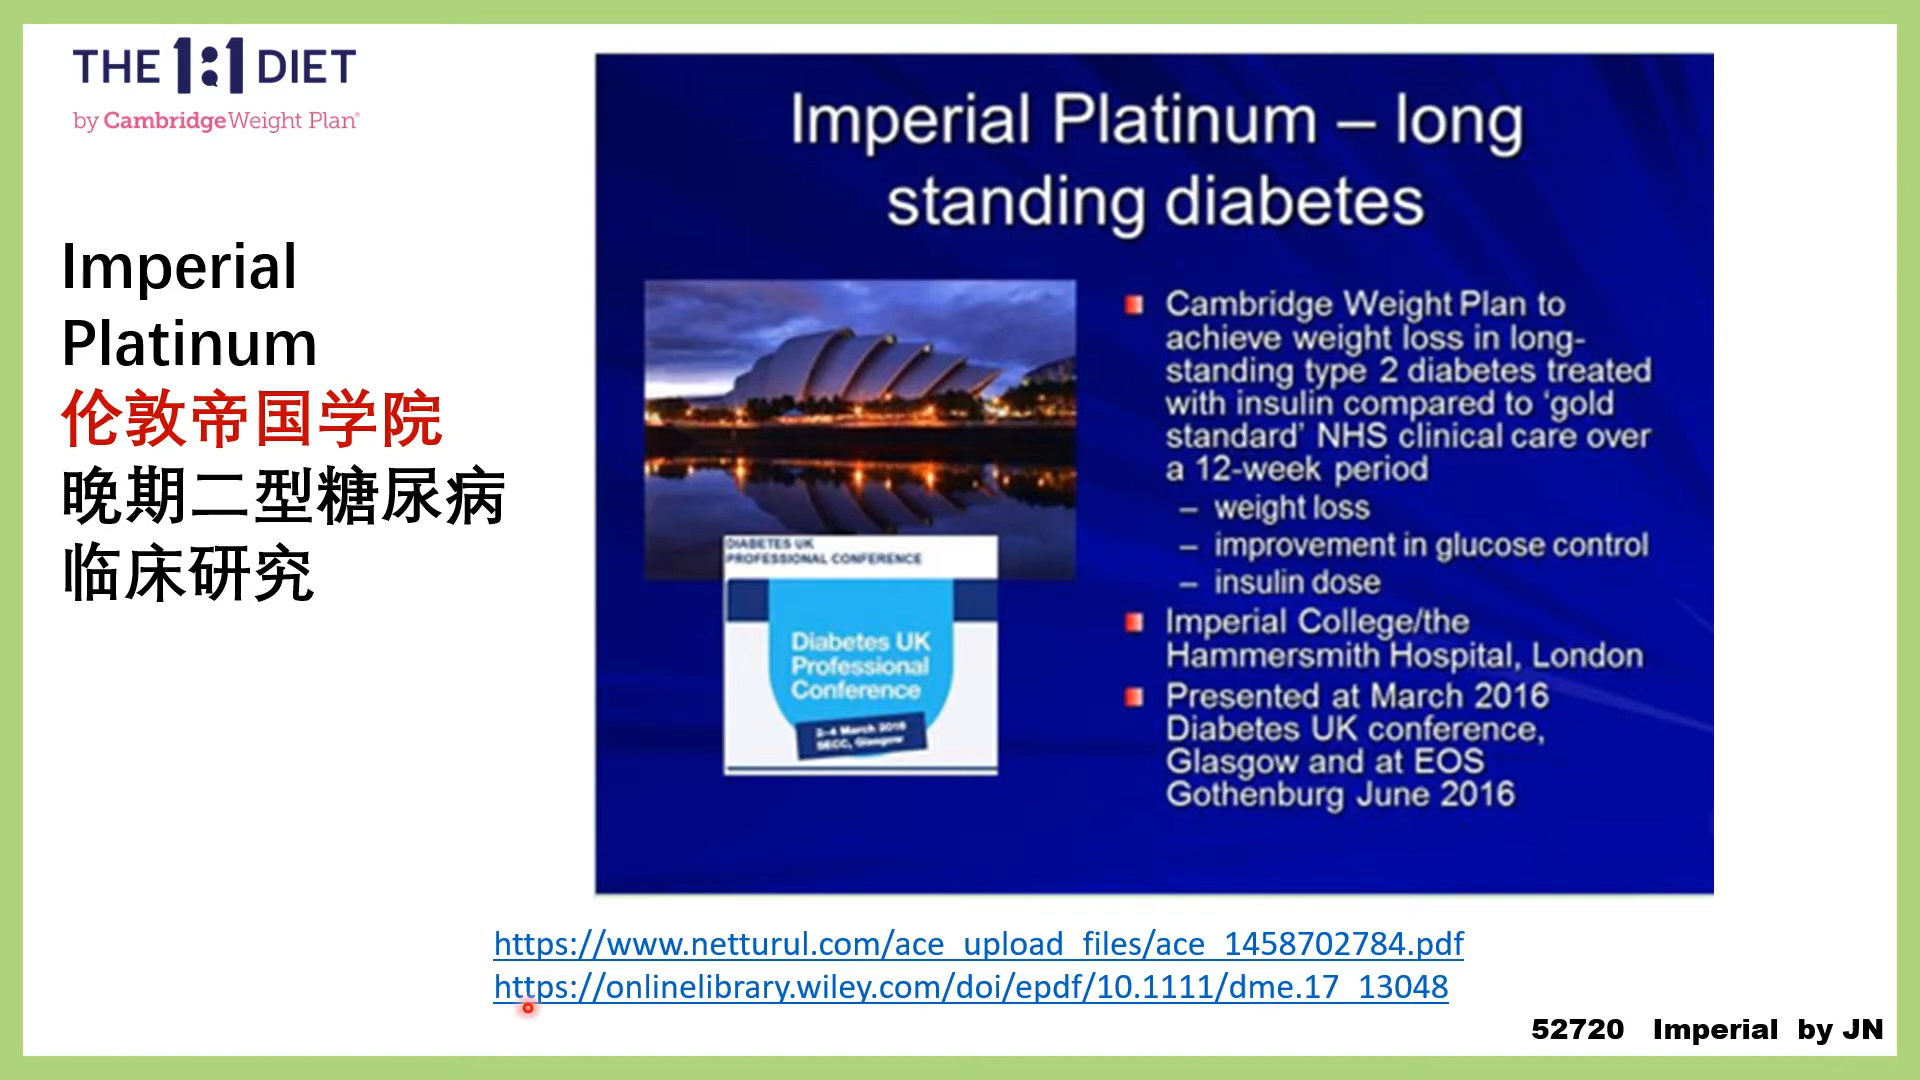 THE 1:1 DIET
by Cambridge Weight Plan®
Imperial
Platinum
伦敦帝国学院
晚期二型糖尿病
临床研究
Imperial Platinum – long
standing diabetes
DIABETES UK
PROFESSIONAL CONFERENCE
Diabetes UK
Professional
Conference
2–4 March 2016
SECC, Glasgow
Cambridge Weight Plan to
achieve weight loss in long-
standing type 2 diabetes treated
with insulin compared to ‘gold
standard’ NHS clinical care over
a 12-week period
– weight loss
– improvement in glucose control
– insulin dose
Imperial College/the
Hammersmith Hospital, London
Presented at March 2016
Diabetes UK conference,
Glasgow and at EOS
Gothenburg June 2016
https://www.netturul.com/ace_upload_files/ace_1458702784.pdf
https://onlinelibrary.wiley.com/doi/epdf/10.1111/dme.17_13048
52720 Imperial by JN